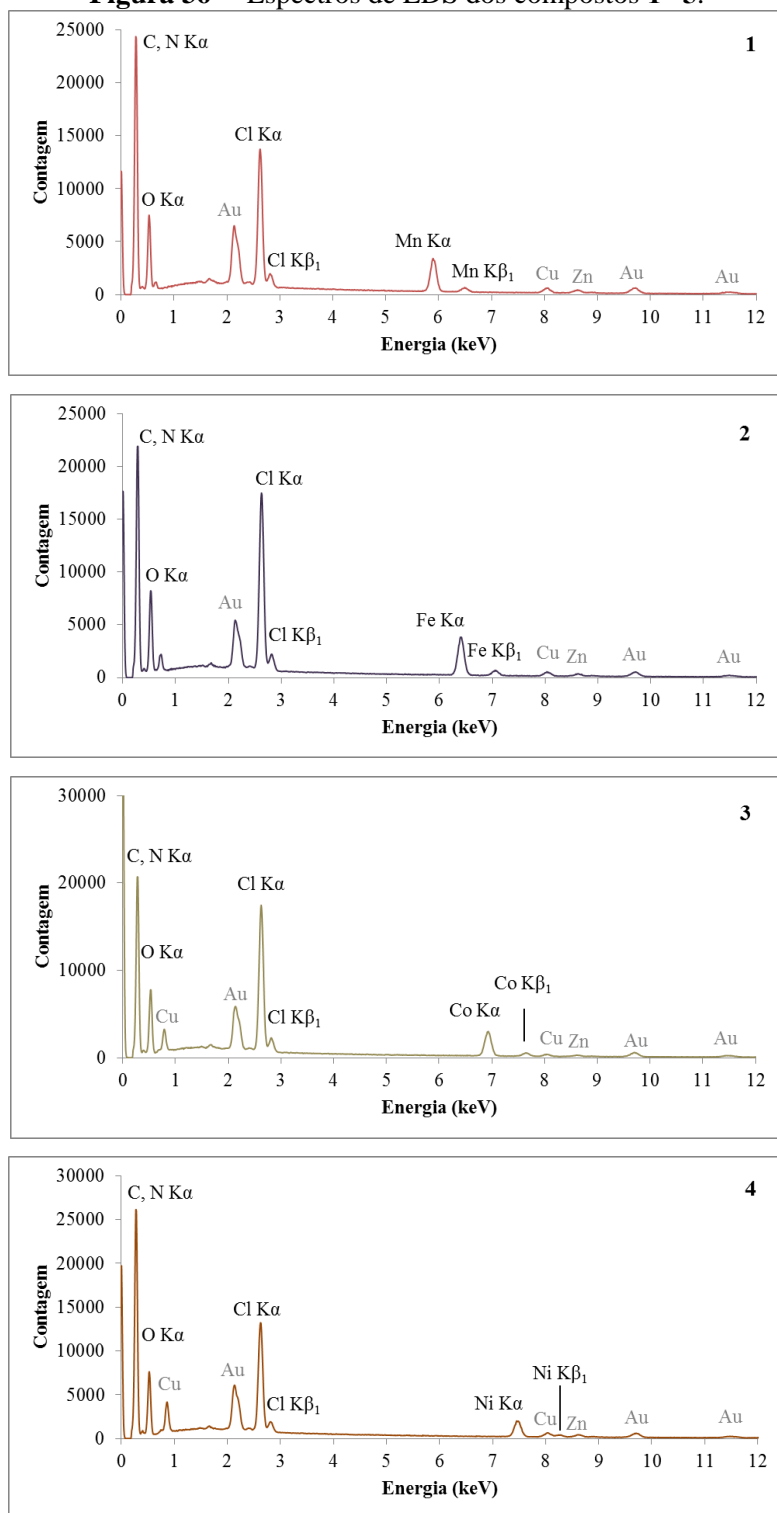 Figura 50 – Espectros de EDS dos compostos 1–5.
1
25000
C, N Kα
20000
15000
Cl Kα
10000
O Kα
Au
5000
Cl Kβ1
Mn Kα
Mn Kβ1
Cu
Zn
Au
Au
0
0 1 2 3 4 5 6 7 8 9 10 11 12
Contagem
Energia (keV)
2
25000
C, N Kα
20000
Cl Kα
15000
10000
O Kα
Au
5000
Cl Kβ1
Fe Kα
Fe Kβ1
Cu
Zn
Au
Au
0
0 1 2 3 4 5 6 7 8 9 10 11 12
Contagem
Energia (keV)
3
30000
C, N Kα
20000
Cl Kα
O Kα
10000
Cu
Au
Cl Kβ1
Co Kα
Co Kβ1
Cu
Zn
Au
Au
0
0 1 2 3 4 5 6 7 8 9 10 11 12
Contagem
Energia (keV)
4
30000
C, N Kα
25000
20000
15000
Cl Kα
O Kα
10000
Cu
Au
5000
Cl Kβ1
Ni Kα
Ni Kβ1
Cu
Zn
Au
Au
0
0 1 2 3 4 5 6 7 8 9 10 11 12
Contagem
Energia (keV)